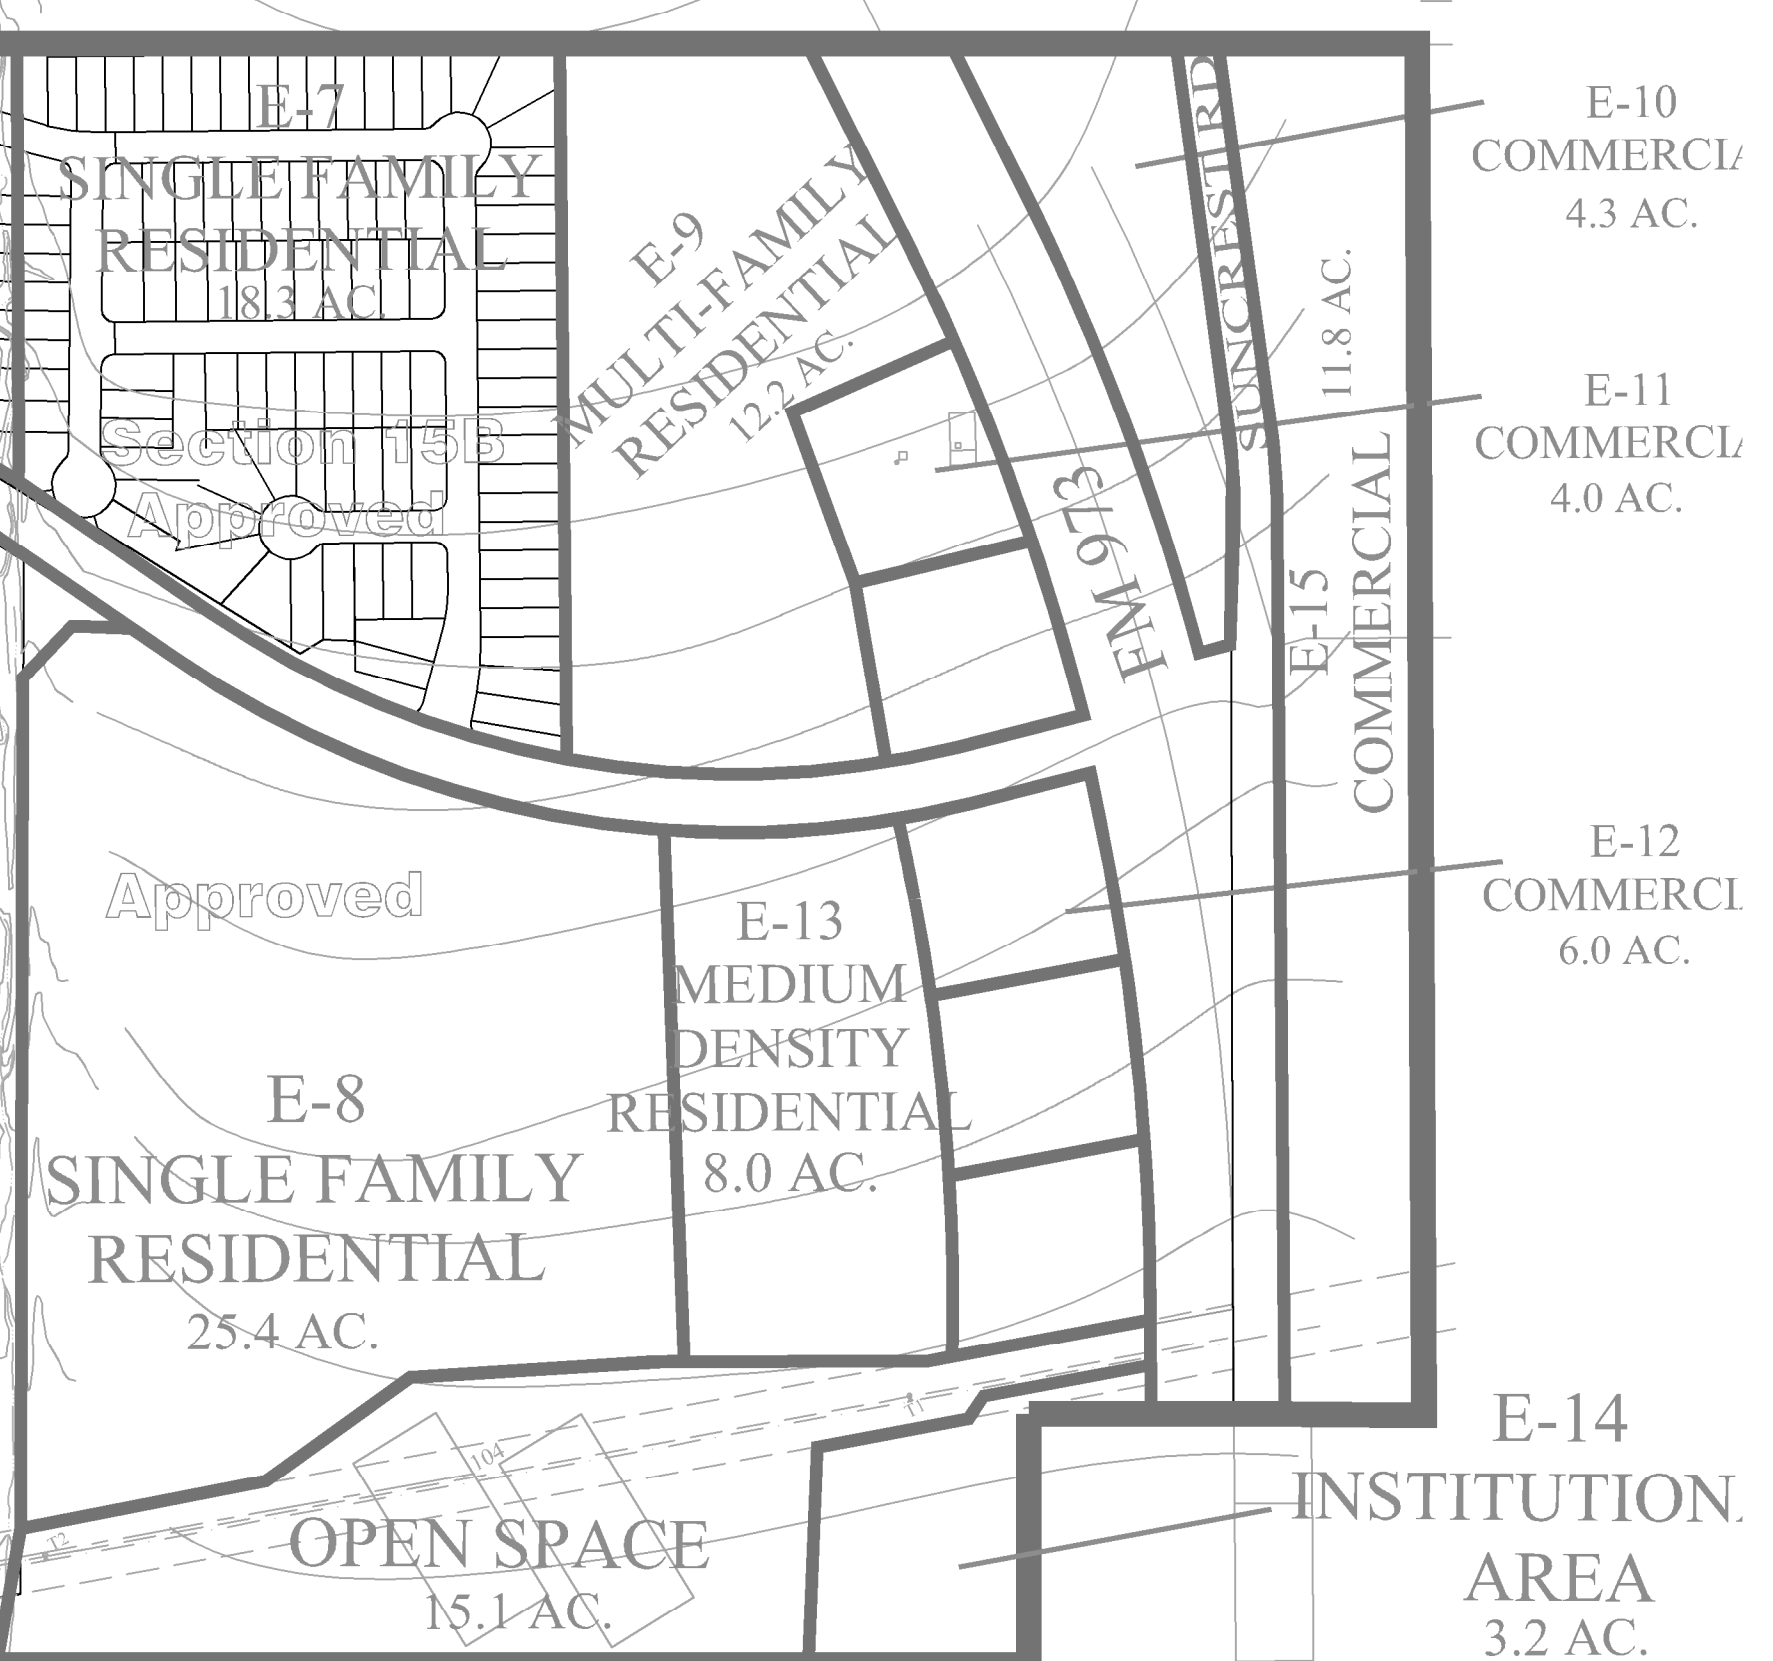 E-7
SINGLE FAMILY
RESIDENTIAL
18.3 AC.
Section 15B
Approved
E-9
MULTI-FAMILY
RESIDENTIAL
12.2 AC.
SUNCREST RD
E-10
COMMERCIA
4.3 AC.
E-11
COMMERCIA
4.0 AC.
FM 973
E-15
COMMERCIAL
11.8 AC.
E-12
COMMERCI
6.0 AC.
Approved
E-8
SINGLE FAMILY
RESIDENTIAL
25.4 AC.
E-13
MEDIUM
DENSITY
RESIDENTIAL
8.0 AC.
T1
104
T2
OPEN SPACE
15.1 AC.
E-14
INSTITUTION
AREA
3.2 AC.